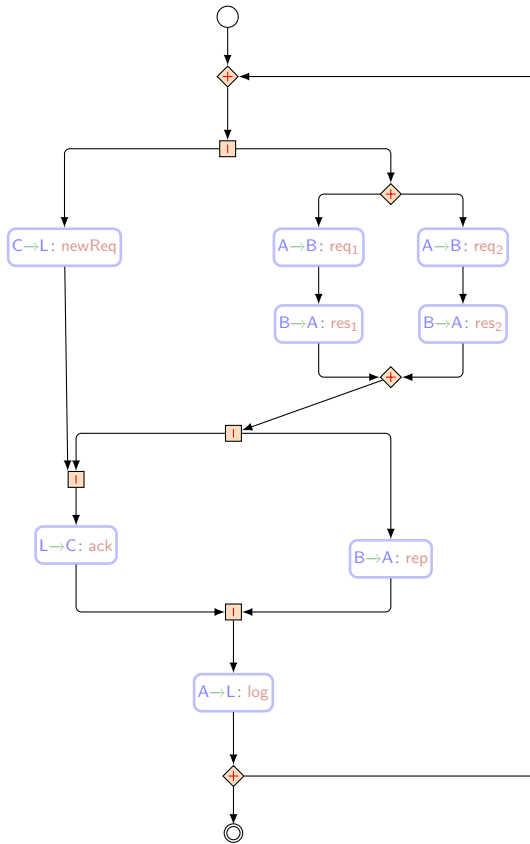 +
|
+
C→L: newReq
A→B: req₁
A→B: req₂
B→A: res₁
B→A: res₂
+
|
|
L→C: ack
B→A: rep
|
A→L: log
+